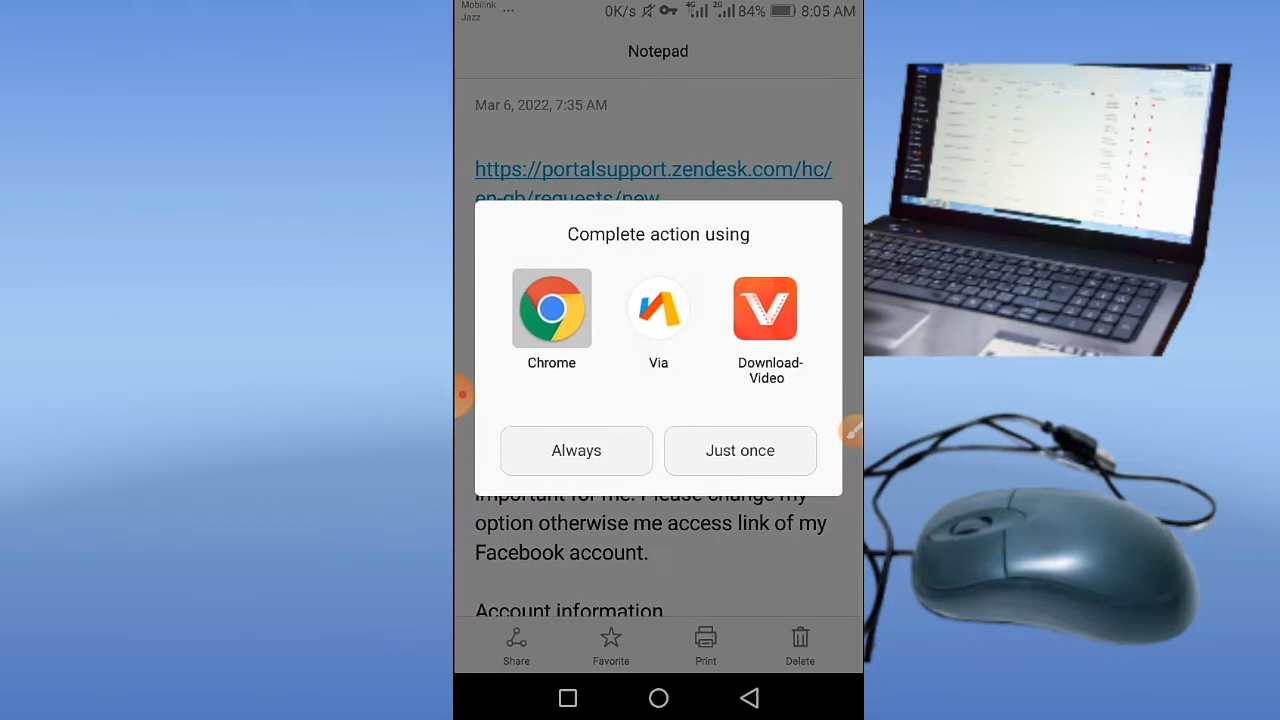 Mobilink
Jazz
... 0K/s 4G 2G 84% 8:05 AM
Notepad
Mar 6, 2022, 7:35 AM
https://portalsupport.zendesk.com/hc/
en-gb/requests/new
Complete action using
Chrome
Via
Download-
Video
Always
Just once
important for me. Please change my
option otherwise me access link of my
Facebook account.
Account information
Share
Favorite
Print
Delete